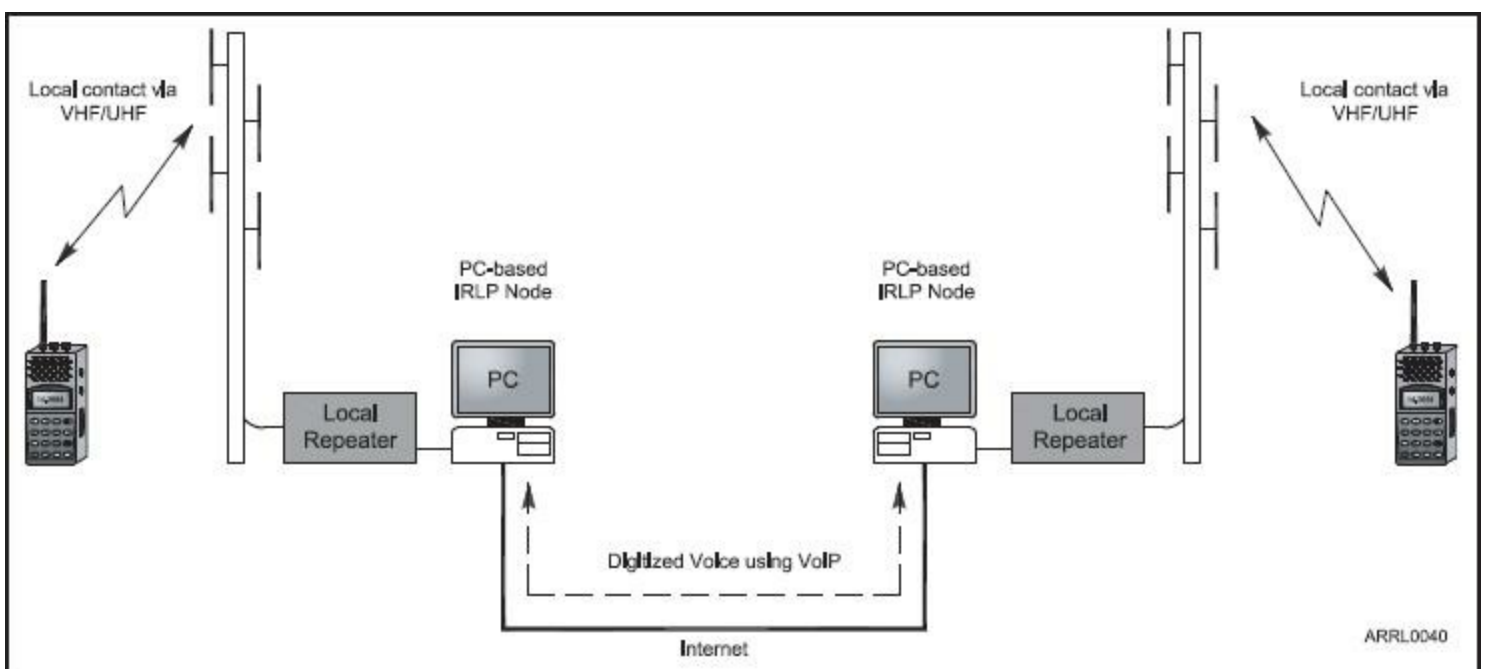 Local contact via
VHF/UHF
Local contact via
VHF/UHF
PC-based
IRLP Node
PC-based
IRLP Node
PC
PC
Local
Repeater
Local
Repeater
Digitized Voice using VoIP
Internet
ARRL0040